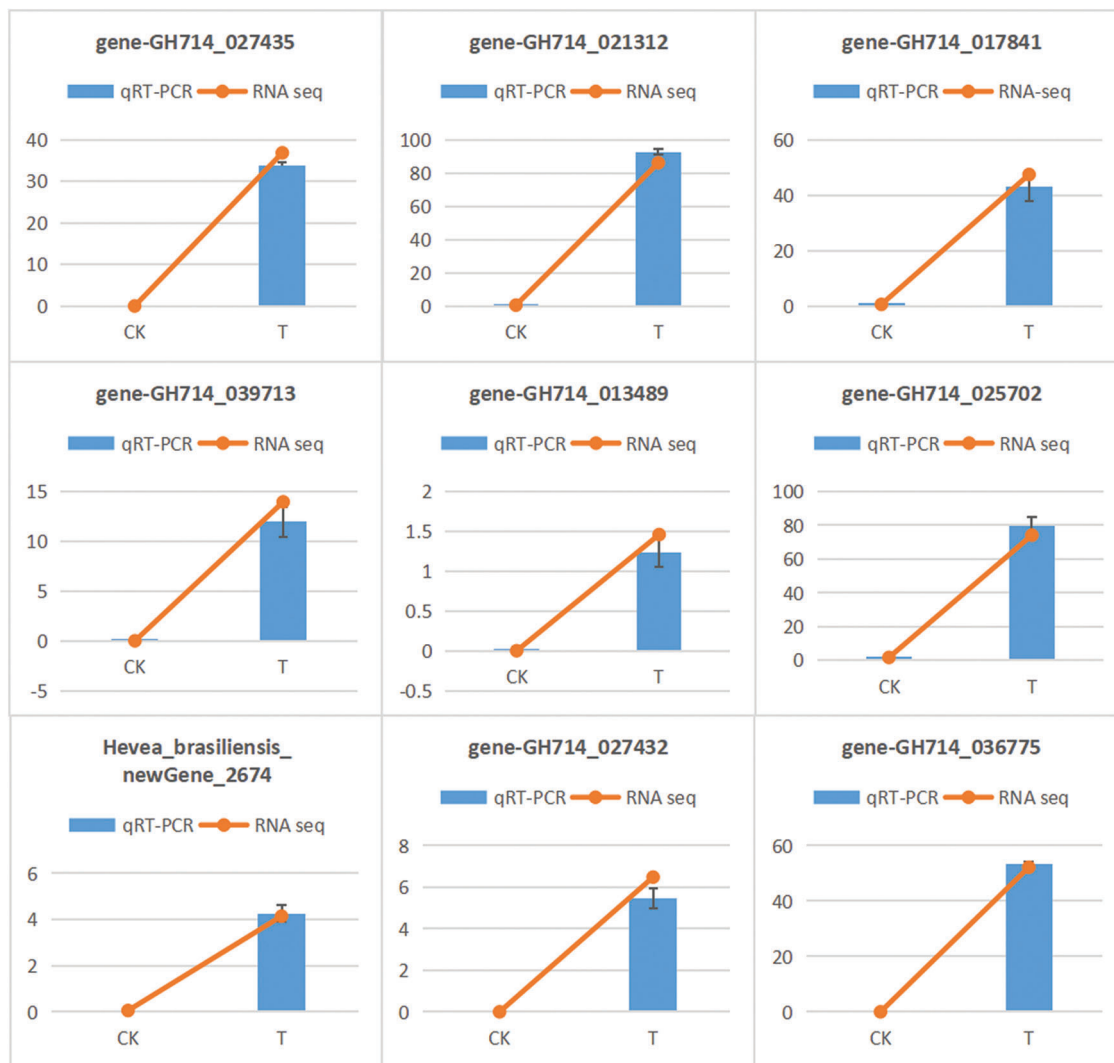 gene-GH714_027435
qRT-PCR RNA seq
40
30
20
10
0
CK T
gene-GH714_021312
qRT-PCR RNA seq
100
80
60
40
20
0
CK T
gene-GH714_017841
qRT-PCR RNA-seq
60
40
20
0
CK T
gene-GH714_039713
qRT-PCR RNA seq
15
10
5
0
-5
CK T
gene-GH714_013489
qRT-PCR RNA seq
2
1.5
1
0.5
0
-0.5
CK T
gene-GH714_025702
qRT-PCR RNA seq
100
80
60
40
20
0
CK T
Hevea_brasiliensis_
newGene_2674
qRT-PCR RNA seq
6
4
2
0
CK T
gene-GH714_027432
qRT-PCR RNA seq
8
6
4
2
0
CK T
gene-GH714_036775
qRT-PCR RNA seq
60
40
20
0
CK T